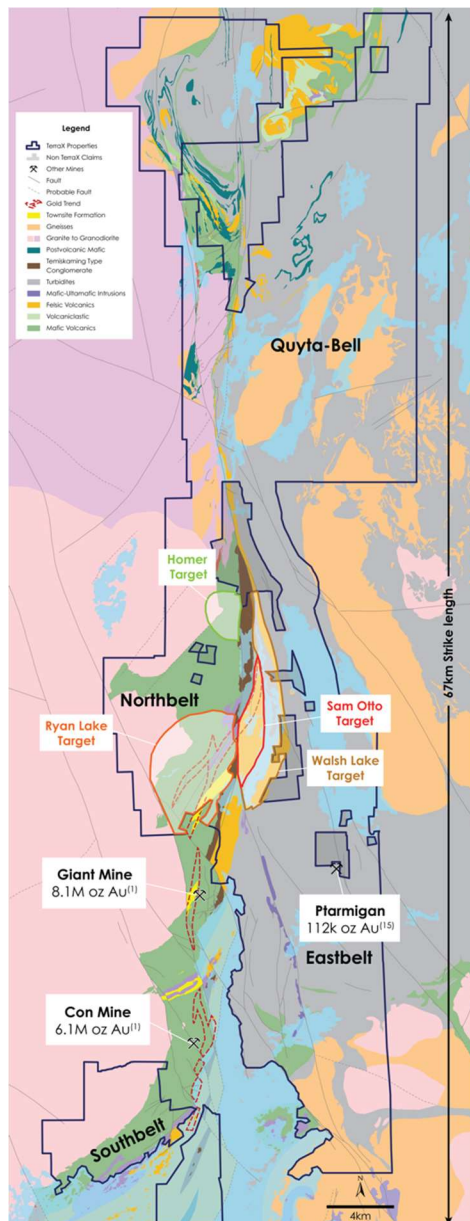 Legend
TerraX Properties
Non TerraX Claims
Other Mines
Fault
Probable Fault
Gold Trend
Townsite Formation
Gneisses
Granite to Granodiorite
Postvolcanic Mafic
Temiskaming Type
Conglomerate
Turbidites
Mafic-Ultamafic Intrusions
Felsic Volcanics
Volcaniclastic
Mafic Volcanics
Quyta-Bell
67km Strike length
Homer
Target
Northbelt
Ryan Lake
Target
Sam Otto
Target
Walsh Lake
Target
Giant Mine
8.1M oz Au(1)
Ptarmigan
112k oz Au(15)
Eastbelt
Con Mine
6.1M oz Au(1)
Southbelt
N
4km